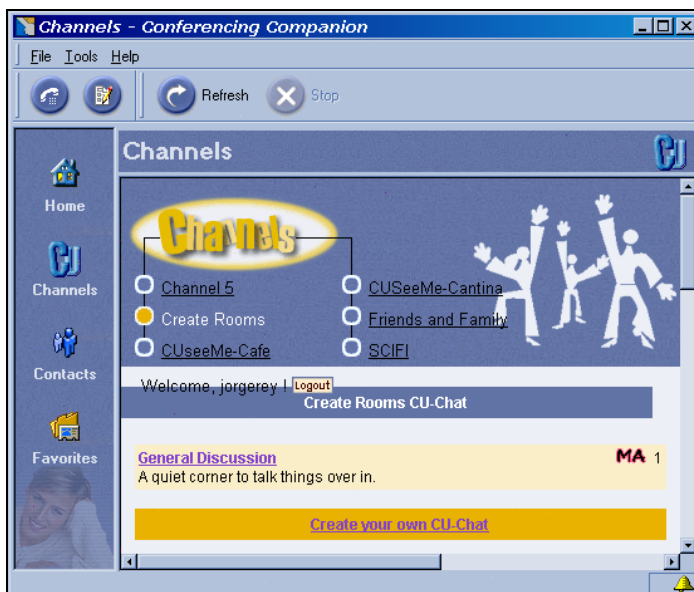 Channels - Conferencing Companion
File Tools Help
Refresh Stop
Channels CU
Home
CU
Channels
Contacts
Favorites
Channels
Channel 5 CUSeeMe-Cantina
Create Rooms Friends and Family
CUseeMe-Cafe SCIFI
Welcome, jorgerey ! Logout
Create Rooms CU-Chat
General Discussion MA 1
A quiet corner to talk things over in.
Create your own CU-Chat